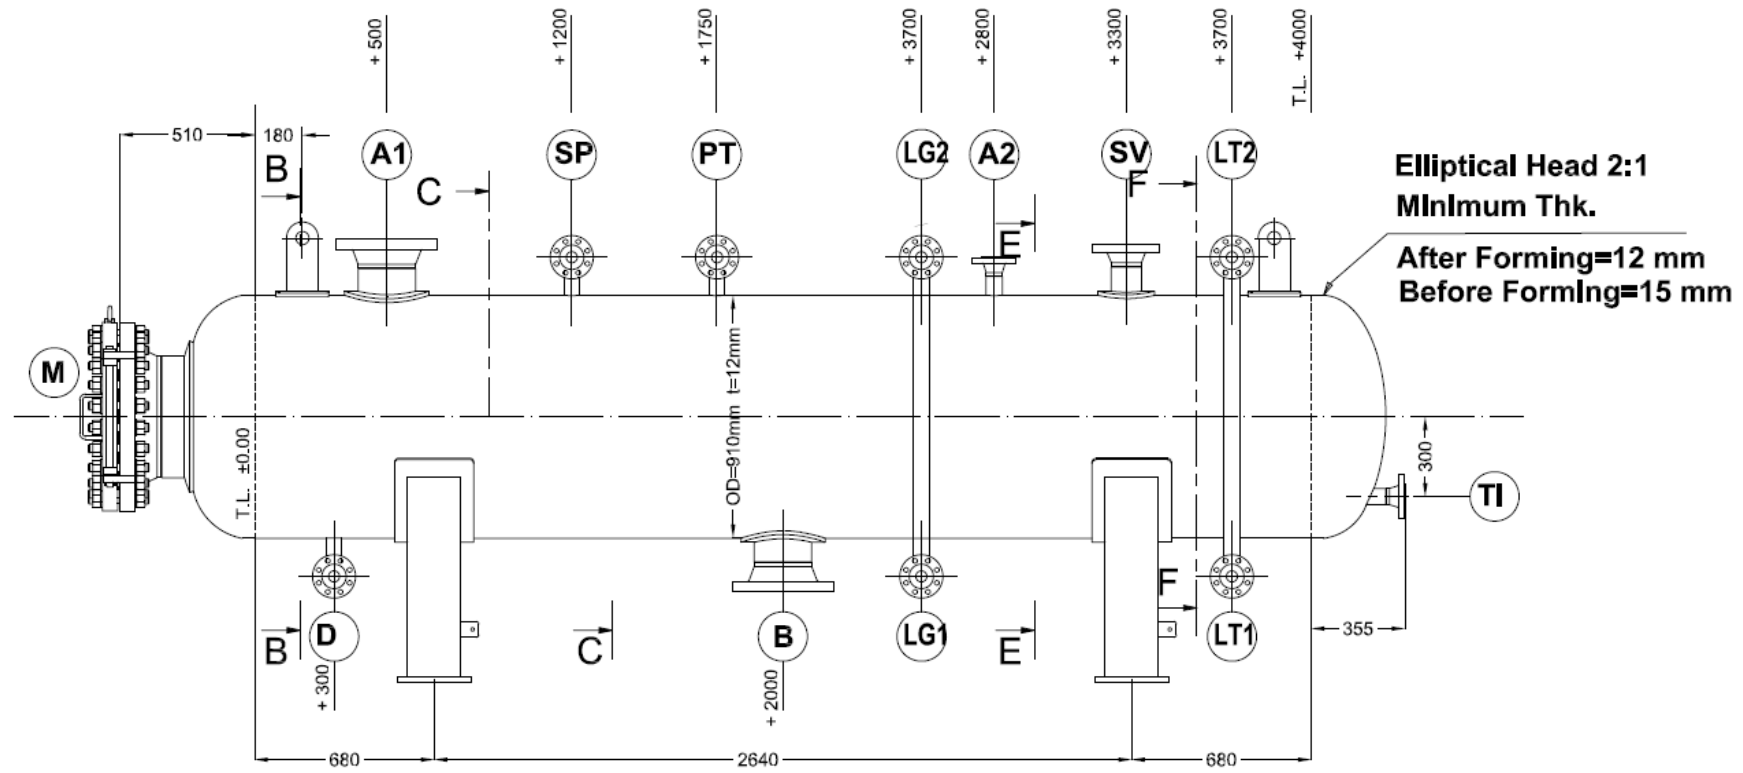 + 500
+ 1200
+ 1750
+ 3700
+ 2800
+ 3300
+ 3700
T.L. +4000
510
180
A1
SP
PT
LG2
A2
SV
LT2
B
C
F
E
Elliptical Head 2:1
Minimum Thk.
After Forming=12 mm
Before Forming=15 mm
M
T.L. ±0.00
OD=910mm t=12mm
300
TI
F
B
D
C
B
LG1
E
LT1
355
+ 300
+ 2000
680
2640
680